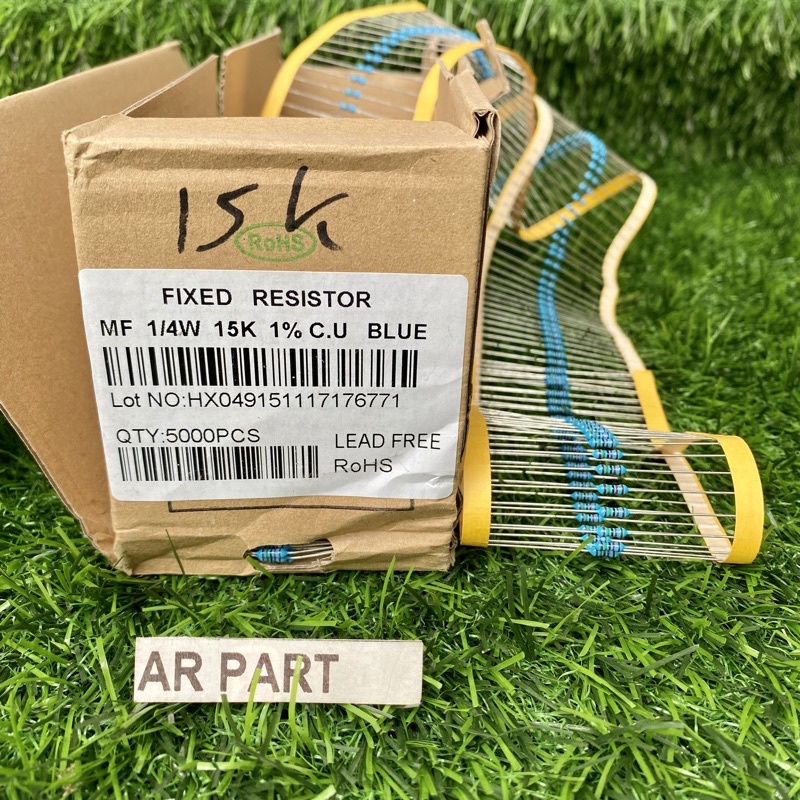 15K
RoHS
FIXED RESISTOR
MF 1/4W 15K 1% C.U BLUE
Lot NO:HX049151117176771
QTY:5000PCS
LEAD FREE
RoHS
AR PART